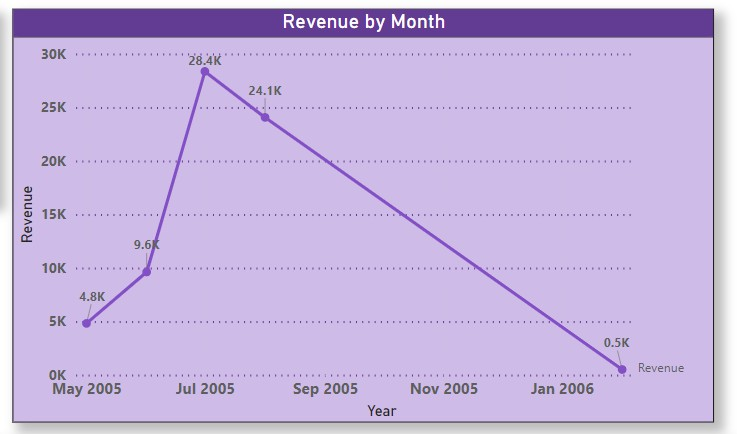 Revenue by Month
30K
28.4K
24.1K
25K
20K
15K
Revenue
9.6K
10K
4.8K
5K
0.5K
Revenue
0K
May 2005 Jul 2005 Sep 2005 Nov 2005 Jan 2006
Year